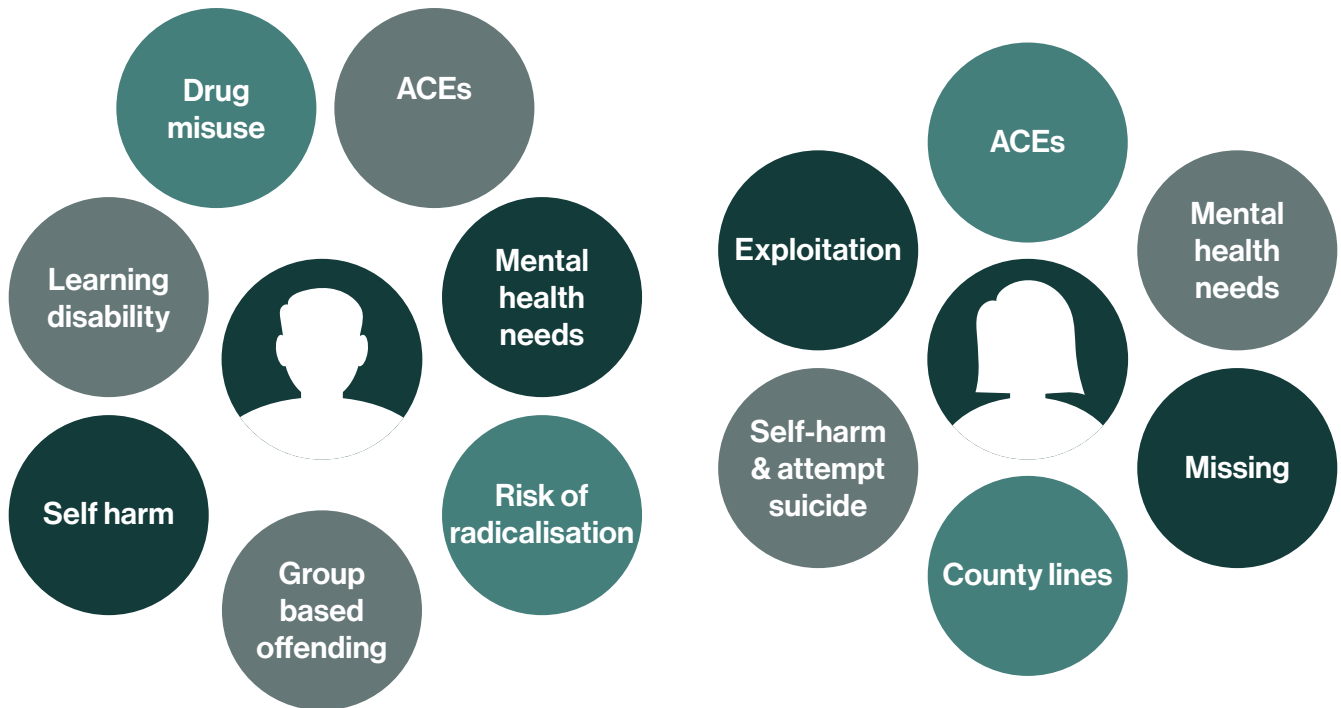 Drug
misuse
ACEs
Learning
disability
Mental
health
needs
Self harm
Risk of
radicalisation
Group
based
offending
ACEs
Exploitation
Mental
health
needs
Self-harm
& attempt
suicide
Missing
County lines